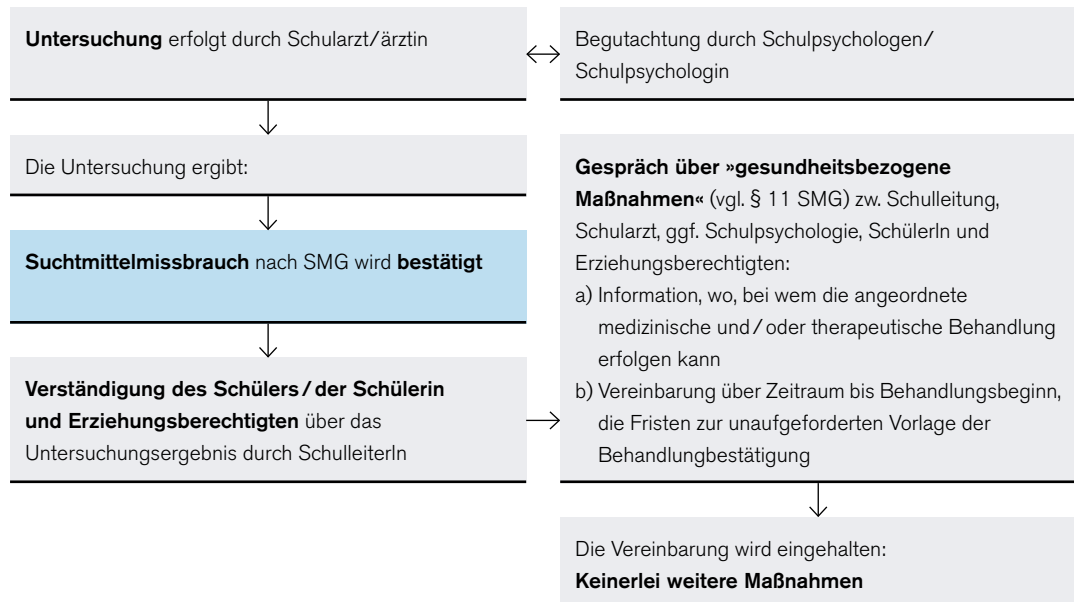 Untersuchung erfolgt durch Schularzt/ärztin
Begutachtung durch Schulpsychologen/
Schulpsychologin
Die Untersuchung ergibt:
Suchtmittelmissbrauch nach SMG wird bestätigt
Verständigung des Schülers / der Schülerin
und Erziehungsberechtigten über das
Untersuchungsergebnis durch SchulleiterIn
Gespräch über »gesundheitsbezogene
Maßnahmen« (vgl. § 11 SMG) zw. Schulleitung,
Schularzt, ggf. Schulpsychologie, SchülerIn und
Erziehungsberechtigten:
a) Information, wo, bei wem die angeordnete
medizinische und / oder therapeutische Behandlung
erfolgen kann
b) Vereinbarung über Zeitraum bis Behandlungsbeginn,
die Fristen zur unaufgeforderten Vorlage der
Behandlungbestätigung
Die Vereinbarung wird eingehalten:
Keinerlei weitere Maßnahmen